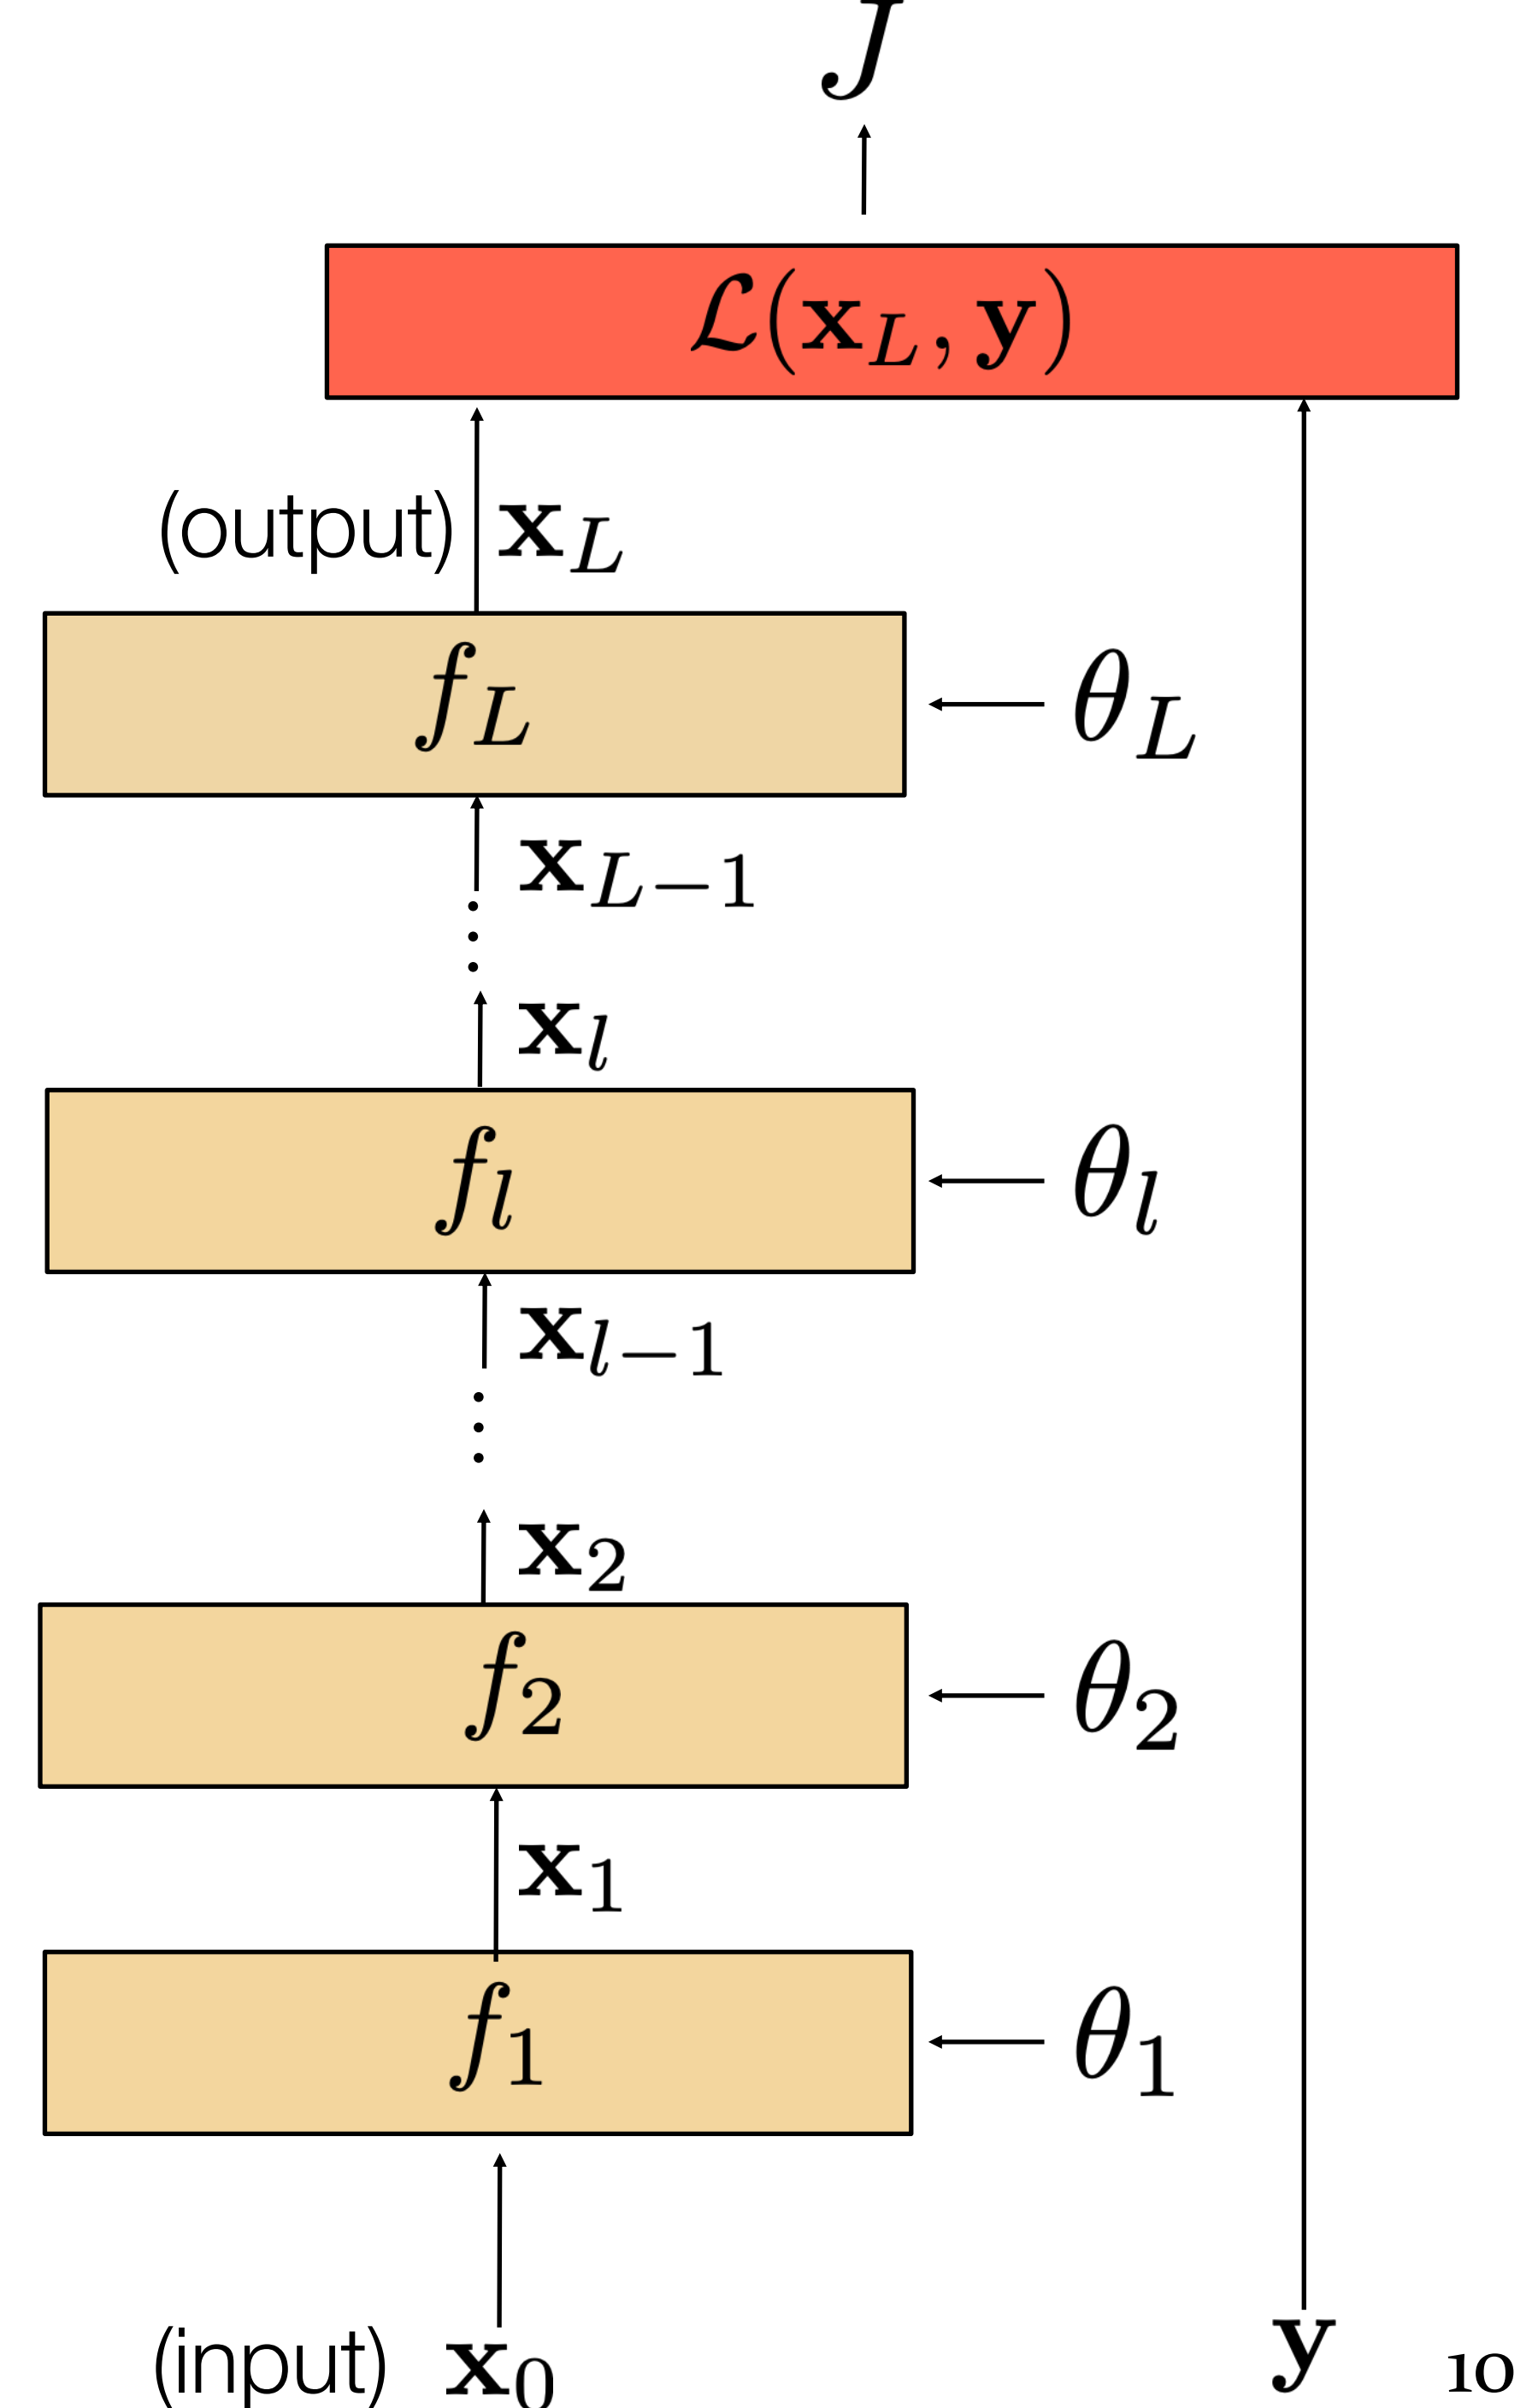 J
ℒ(𝐱_L, 𝐲)
(output) 𝐱_L
f_L θ_L
𝐱_{L−1}
𝐱_l
f_l θ_l
𝐱_{l−1}
𝐱_2
f_2 θ_2
𝐱_1
f_1 θ_1
(input) 𝐱_0 𝐲 10